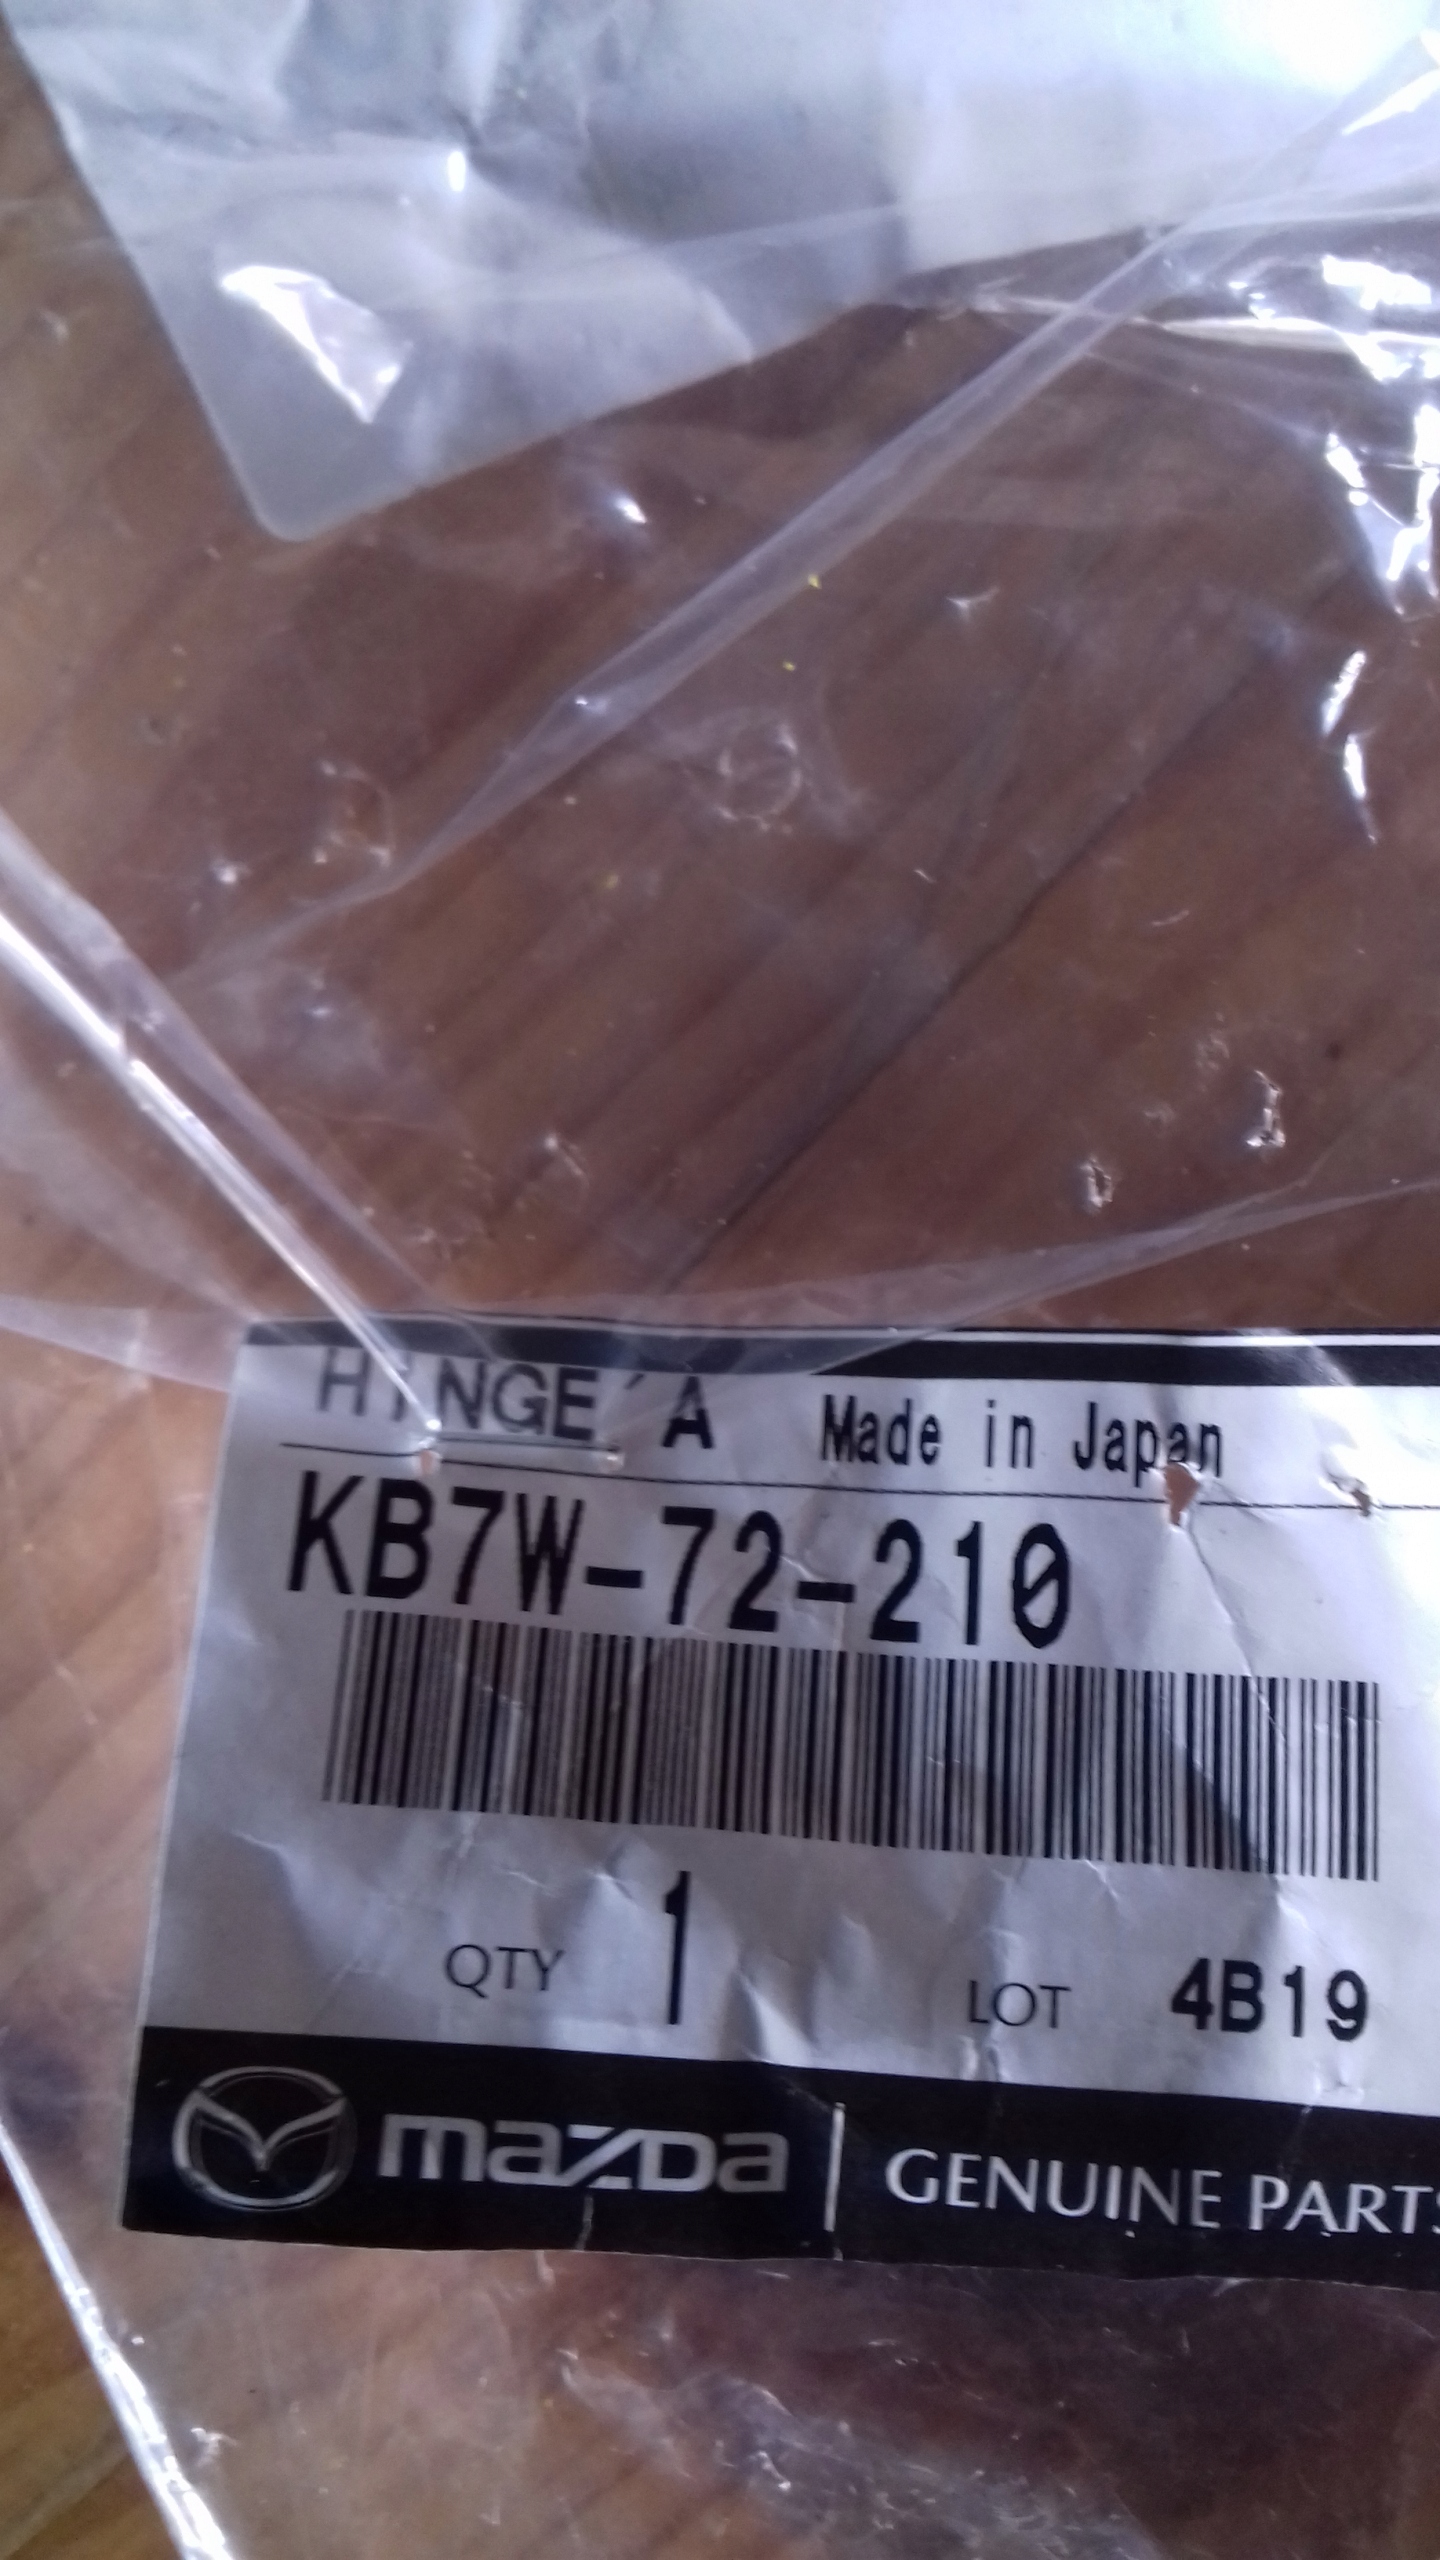 HINGE 'A' Made in Japan
KB7W-72-210
QTY 1 LOT 4B19
mazda GENUINE PARTS